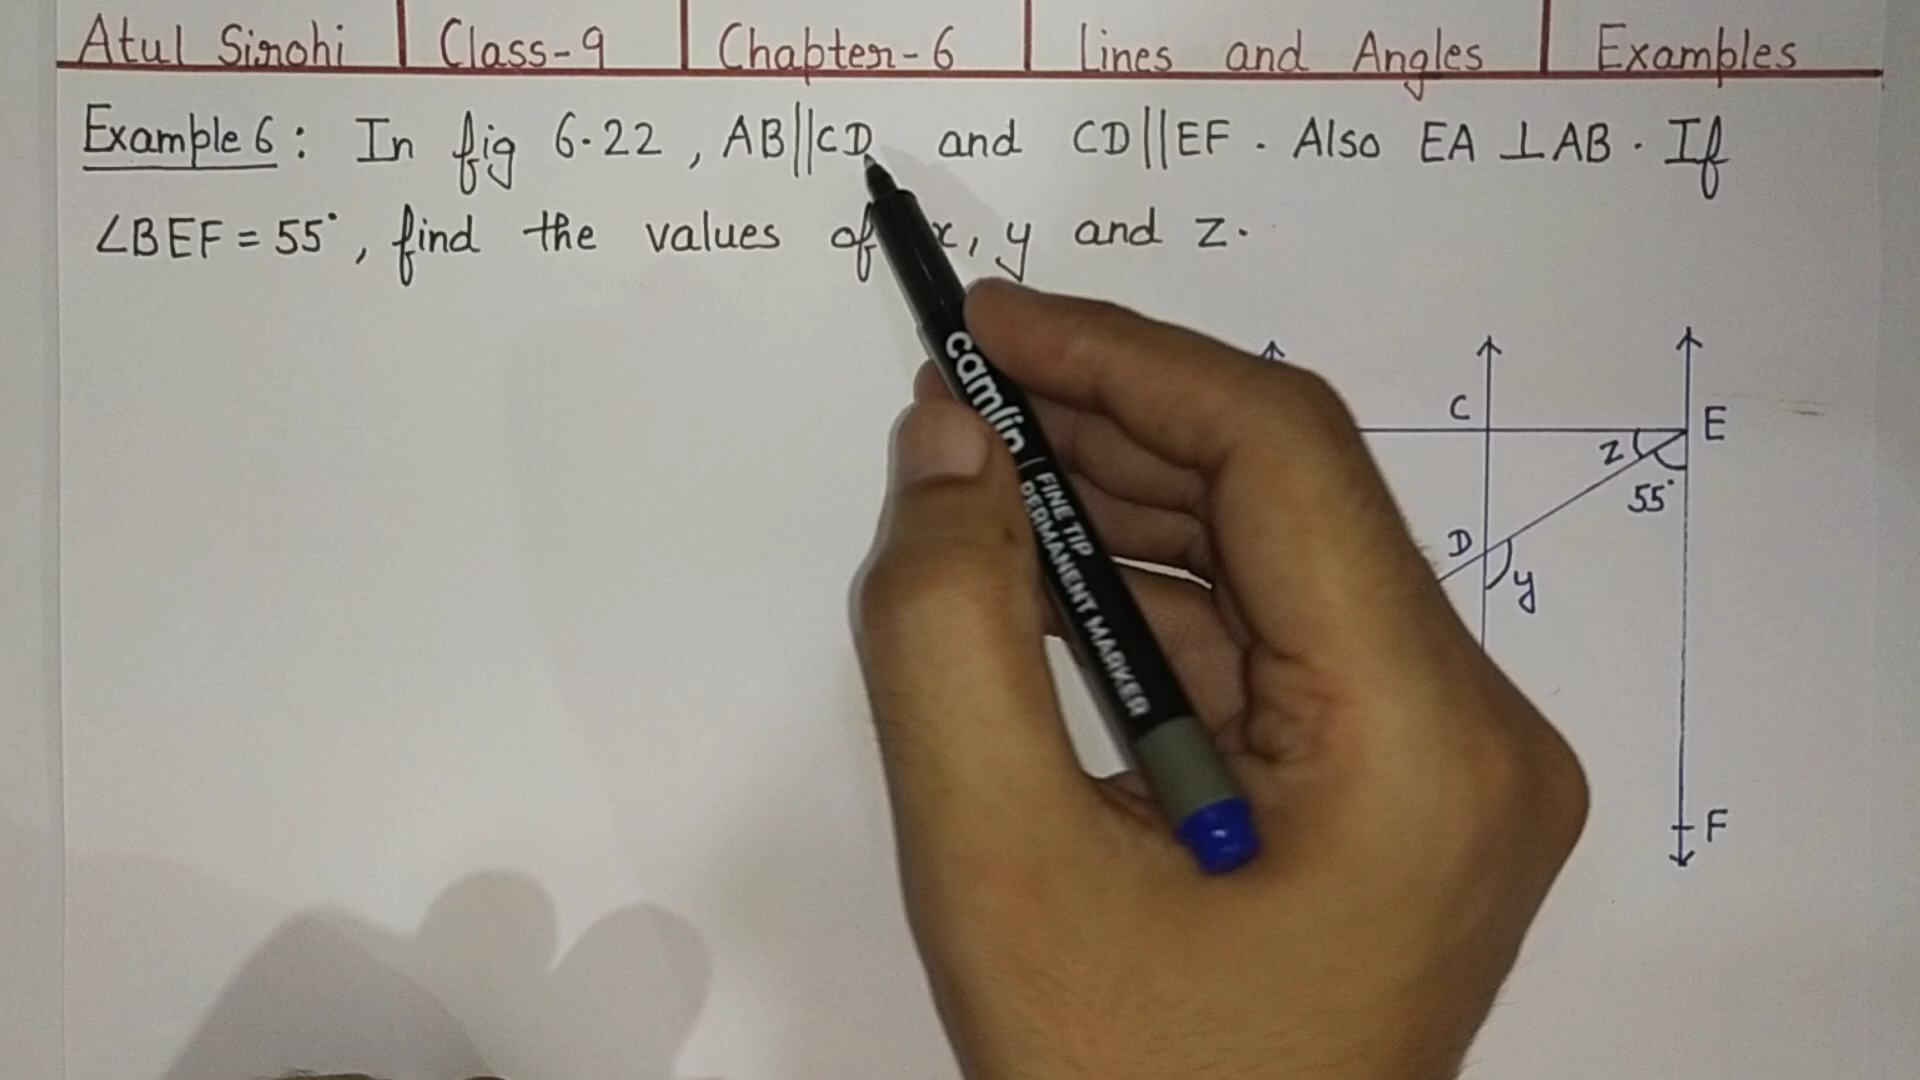 Atul Sirohi | Class-9 | Chapter-6 | Lines and Angles | Examples
Example 6 : In fig 6.22, AB||CD and CD||EF. Also EA ⊥ AB. If
∠BEF = 55°, find the values of x, y and z.
C
E
z
55°
D
y
F
camlin / FINE TIP
PERMANENT MARKER